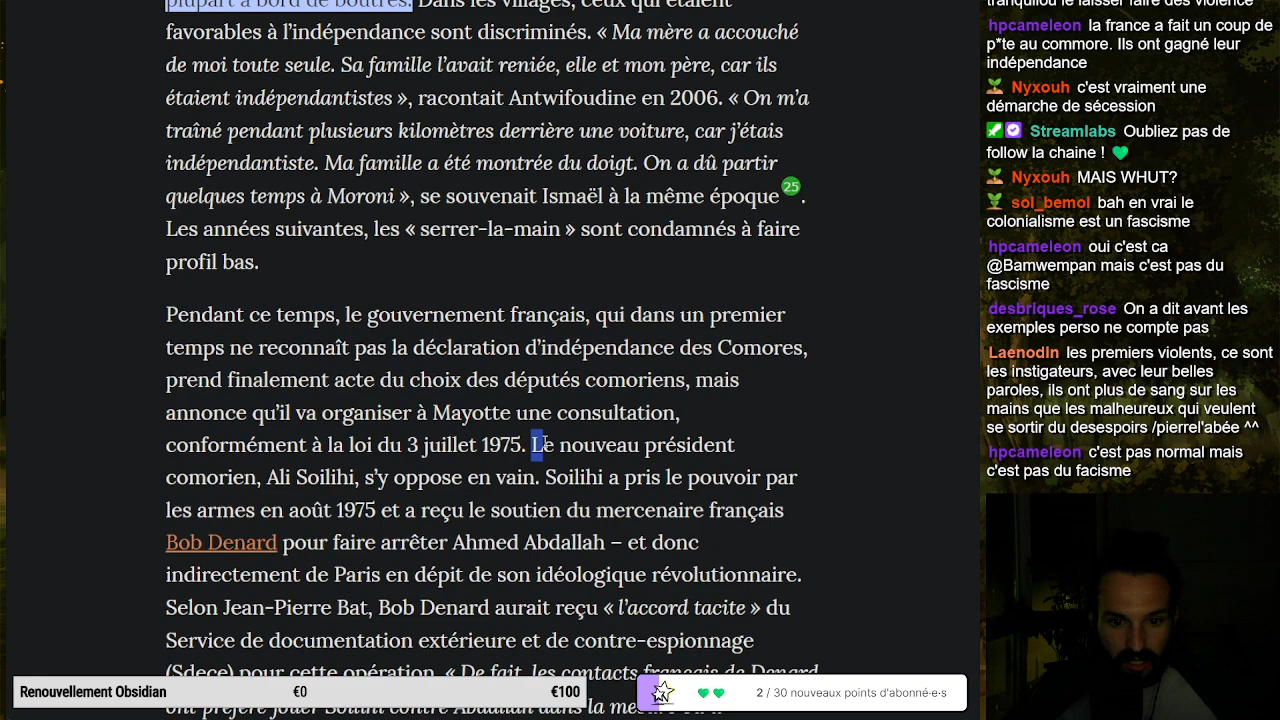 plupart à bord de boutres. Dans les villages, ceux qui étaient
favorables à l'indépendance sont discriminés. « Ma mère a accouché
de moi toute seule. Sa famille l'avait reniée, elle et mon père, car ils
étaient indépendantistes », racontait Antwifoudine en 2006. « On m'a
traîné pendant plusieurs kilomètres derrière une voiture, car j'étais
indépendantiste. Ma famille a été montrée du doigt. On a dû partir
quelques temps à Moroni », se souvenait Ismaël à la même époque 25.
Les années suivantes, les « serrer-la-main » sont condamnés à faire
profil bas.
Pendant ce temps, le gouvernement français, qui dans un premier
temps ne reconnaît pas la déclaration d'indépendance des Comores,
prend finalement acte du choix des députés comoriens, mais
annonce qu'il va organiser à Mayotte une consultation,
conformément à la loi du 3 juillet 1975. Le nouveau président
comorien, Ali Soilihi, s'y oppose en vain. Soilihi a pris le pouvoir par
les armes en août 1975 et a reçu le soutien du mercenaire français
Bob Denard pour faire arrêter Ahmed Abdallah – et donc
indirectement de Paris en dépit de son idéologique révolutionnaire.
Selon Jean-Pierre Bat, Bob Denard aurait reçu « l'accord tacite » du
Service de documentation extérieure et de contre-espionnage
(Sdece) pour cette opération. « De fait, les contacts français de Denard
ont préféré jouer Soilihi contre Abdallah dans la mesure où
Renouvellement Obsidian €0 €100
2 / 30 nouveaux points d'abonné·e·s
tranquilou le laisser faire des violence
hpcameleon la france a fait un coup de
p*te au commore. Ils ont gagné leur
indépendance
Nyxouh c'est vraiment une
démarche de sécession
Streamlabs Oubliez pas de
follow la chaine !
Nyxouh MAIS WHUT?
sol_bemol bah en vrai le
colonialisme est un fascisme
hpcameleon oui c'est ca
@Bamwempan mais c'est pas du
fascisme
desbriques_rose On a dit avant les
exemples perso ne compte pas
LaenodIn les premiers violents, ce sont
les instigateurs, avec leur belles
paroles, ils ont plus de sang sur les
mains que les malheureux qui veulent
se sortir du desespoirs /pierrel'abée ^^
hpcameleon c'est pas normal mais
c'est pas du facisme